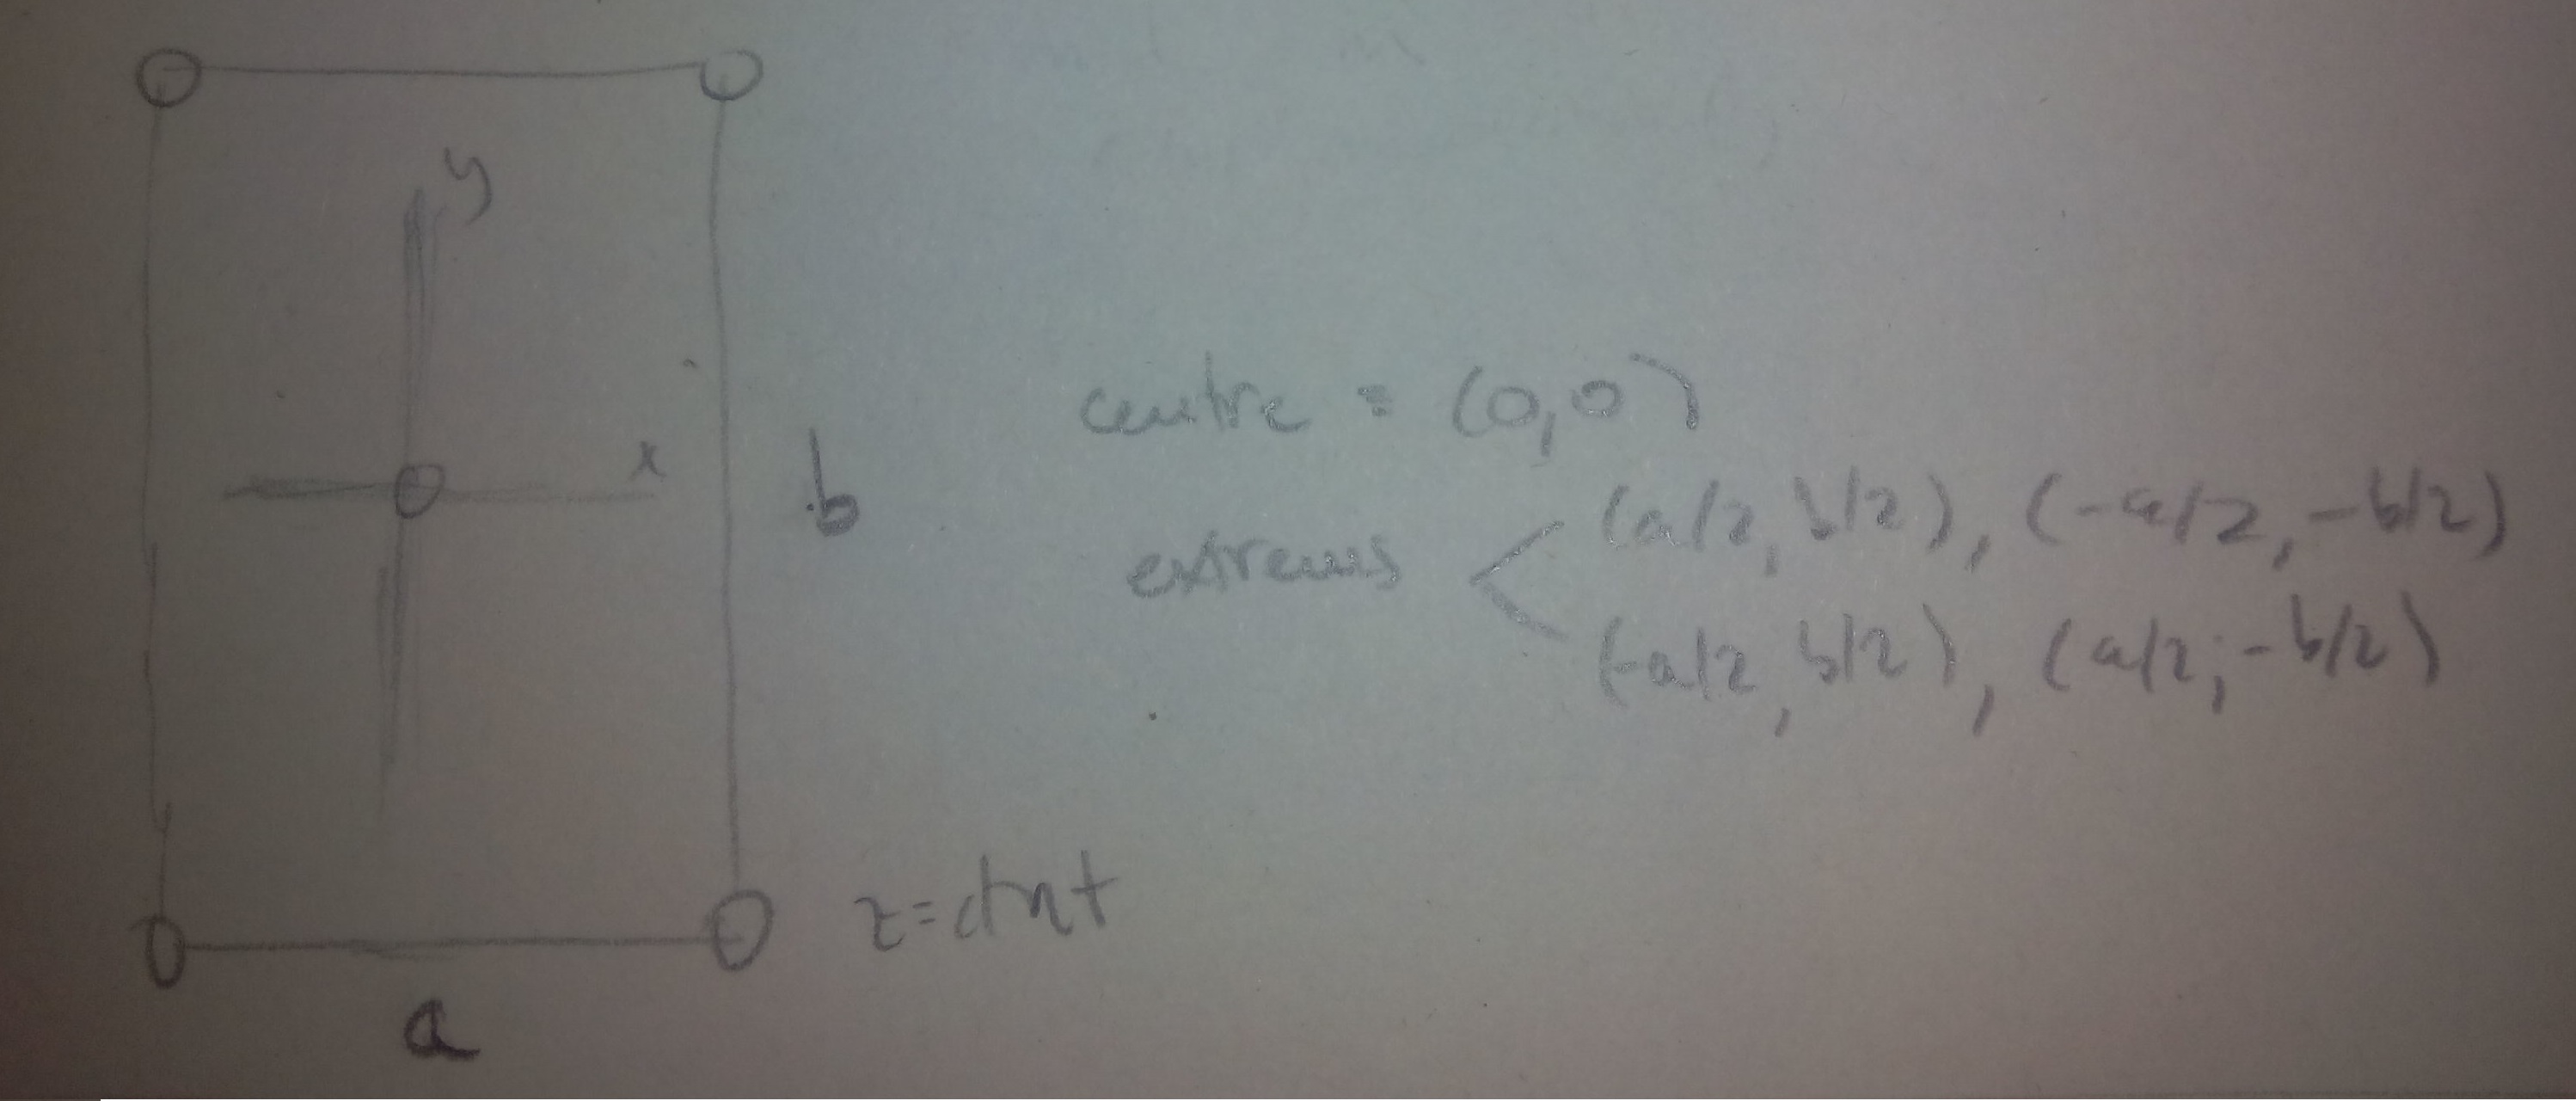 y
x
b
centre = (0,0)
extrems < (a/2, b/2), (-a/2, -b/2)
(-a/2, b/2), (a/2, -b/2)
z=ctnt
a